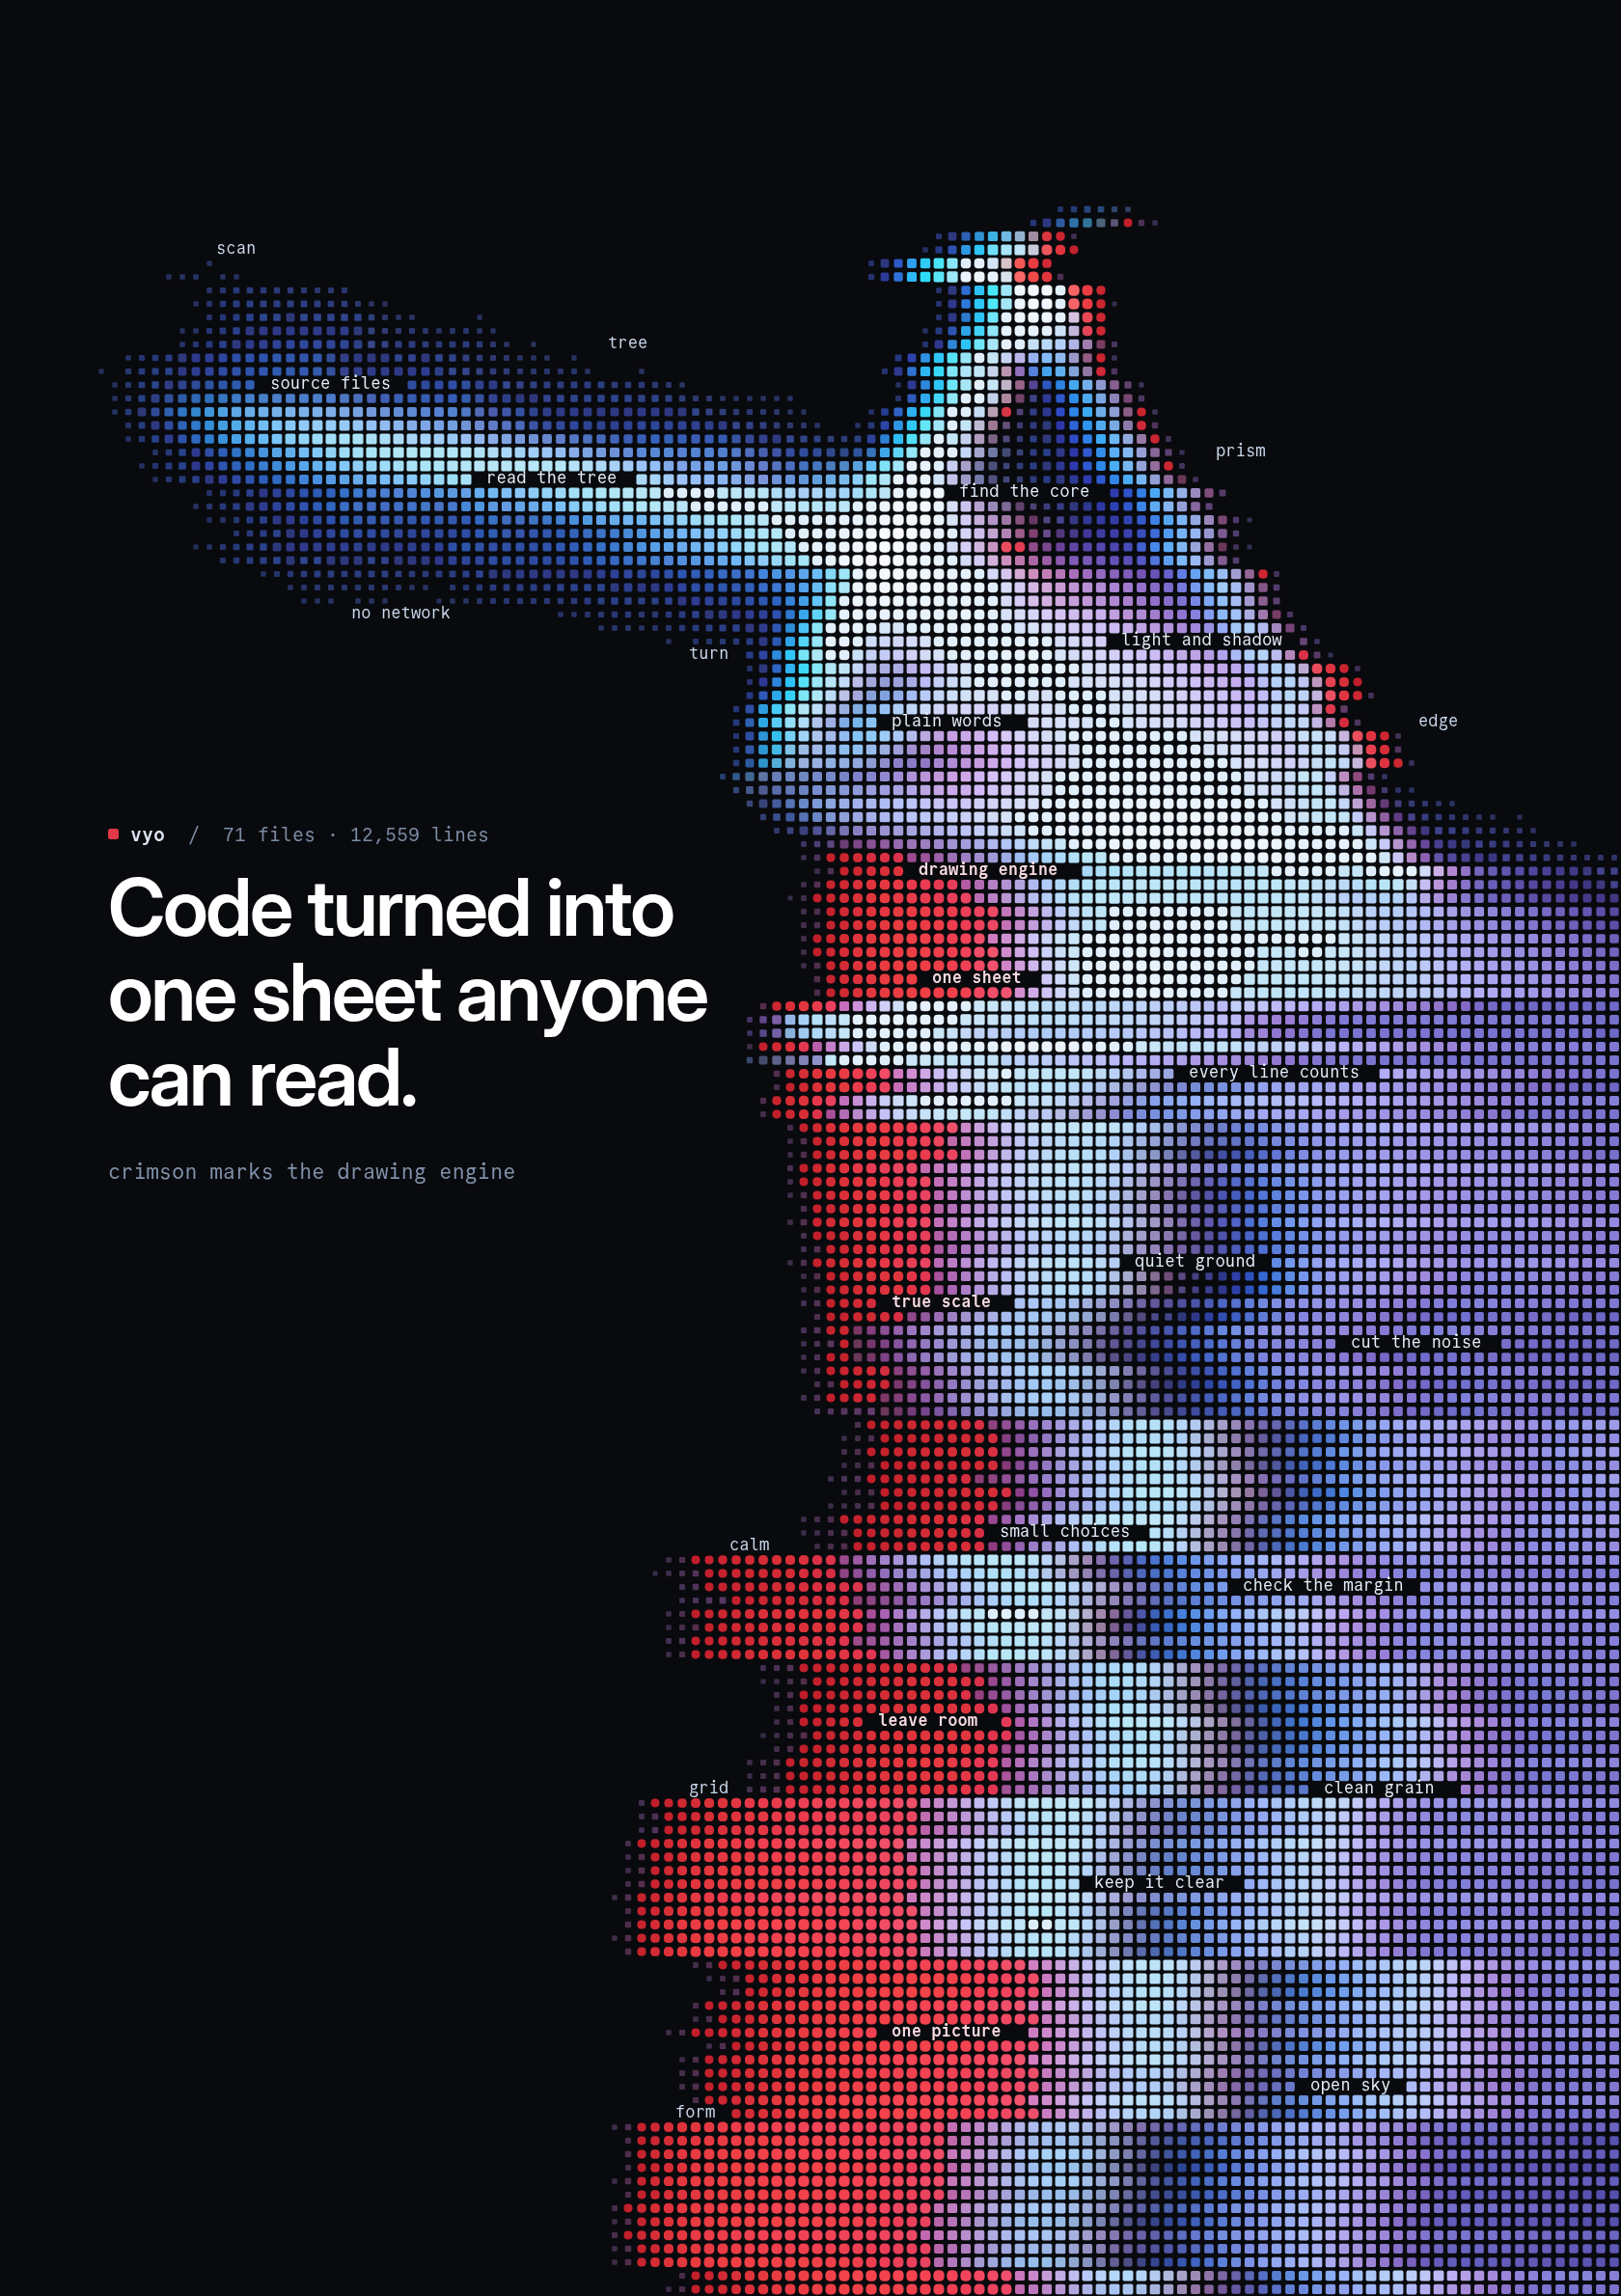 scan
tree
source files
prism
read the tree
find the core
no network
light and shadow
turn
plain words
edge
vyo / 71 files · 12,559 lines
Code turned into
one sheet anyone
can read.
crimson marks the drawing engine
drawing engine
one sheet
every line counts
quiet ground
true scale
cut the noise
small choices
calm
check the margin
leave room
grid
clean grain
keep it clear
one picture
open sky
form